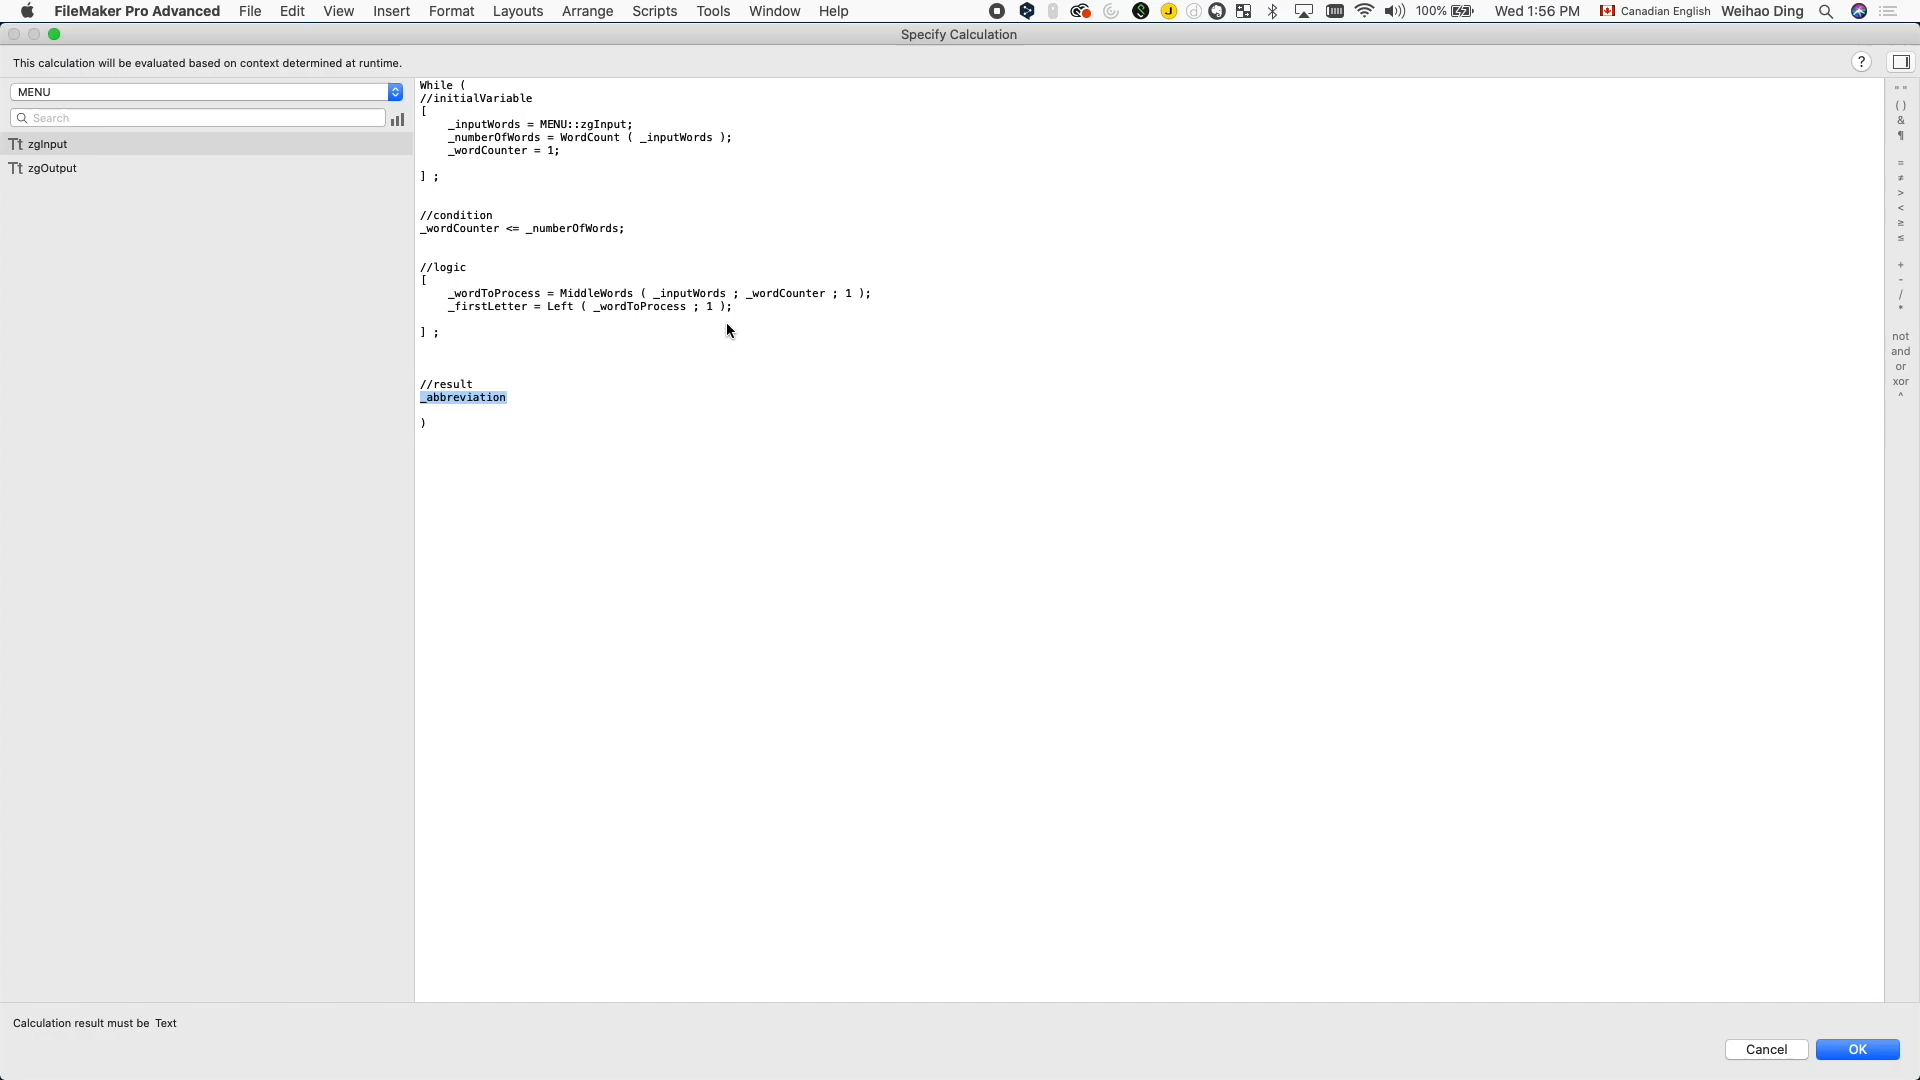 FileMaker Pro Advanced File Edit View Insert Format Layouts Arrange Scripts Tools Window Help 100% Wed 1:56 PM Canadian English Weihao Ding
Specify Calculation
This calculation will be evaluated based on context determined at runtime.
?
MENU
Search
Tt zgInput
Tt zgOutput
While (
//initialVariable
[
_inputWords = MENU::zgInput;
_numberOfWords = WordCount ( _inputWords );
_wordCounter = 1;
] ;
//condition
_wordCounter <= _numberOfWords;
//logic
[
_wordToProcess = MiddleWords ( _inputWords ; _wordCounter ; 1 );
_firstLetter = Left ( _wordToProcess ; 1 );
] ;
//result
_abbreviation
)
" "
( )
&
¶
=
≠
>
<
≥
≤
+
-
/
*
not
and
or
xor
^
Calculation result must be Text
Cancel
OK